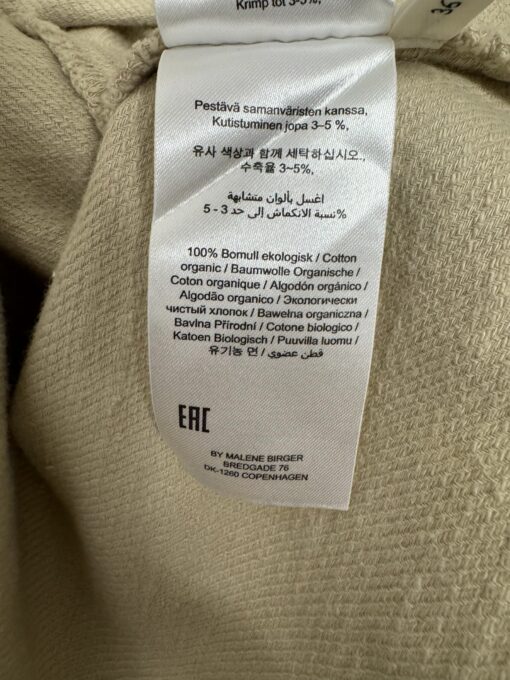 Krimp tot 3-5%,
36
Pestävä samanväristen kanssa,
Kutistuminen jopa 3–5 %,
유사 색상과 함께 세탁하십시오.,
수축율 3~5%,
اغسل بألوان متشابهة
نسبة الانكماش إلى حد 3 - 5%
100% Bomull ekologisk / Cotton
organic / Baumwolle Organische /
Coton organique / Algodón orgánico /
Algodão organico / Экологически
чистый хлопок / Bawełna organiczna /
Bavlna Přírodní / Cotone biologico /
Katoen Biologisch / Puuvilla luomu /
유기농 면 / قطن عضوي /
EAC
BY MALENE BIRGER
BREDGADE 76
DK-1260 COPENHAGEN